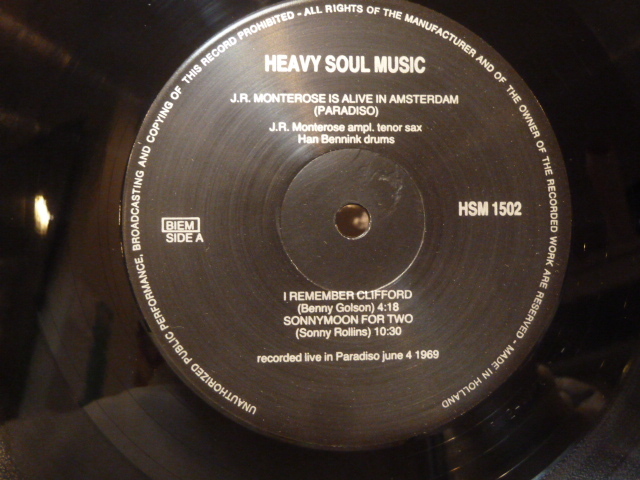 UNAUTHORIZED PUBLIC PERFORMANCE, BROADCASTING AND COPYING OF THIS RECORD PROHIBITED - ALL RIGHTS OF THE MANUFACTURER AND OF THE OWNER OF THE RECORDED WORK ARE RESERVED - MADE IN HOLLAND
HEAVY SOUL MUSIC
J.R. MONTEROSE IS ALIVE IN AMSTERDAM
(PARADISO)
J.R. Monterose ampl. tenor sax
Han Bennink drums
HSM 1502
BIEM
SIDE A
I REMEMBER CLIFFORD
(Benny Golson) 4:18
SONNYMOON FOR TWO
(Sonny Rollins) 10:30
recorded live in Paradiso june 4 1969